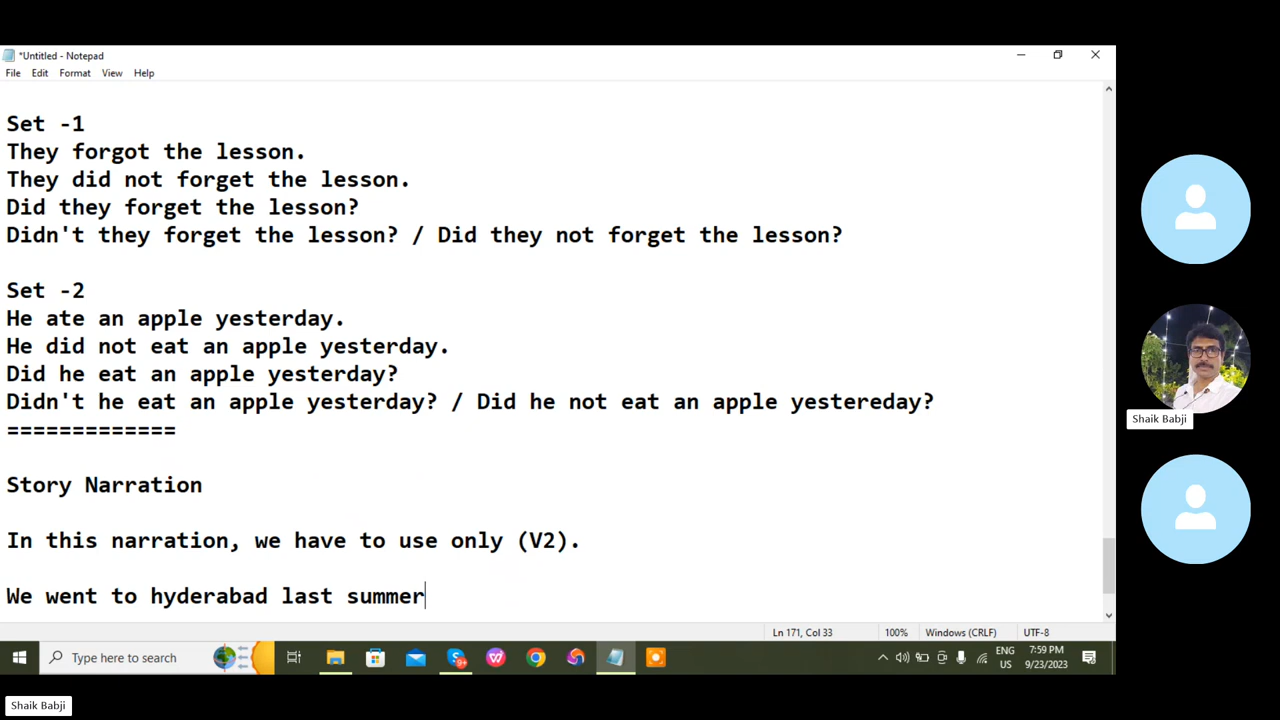 *Untitled - Notepad
File Edit Format View Help
Set -1
They forgot the lesson.
They did not forget the lesson.
Did they forget the lesson?
Didn't they forget the lesson? / Did they not forget the lesson?
Set -2
He ate an apple yesterday.
He did not eat an apple yesterday.
Did he eat an apple yesterday?
Didn't he eat an apple yesterday? / Did he not eat an apple yestereday?
=============
Story Narration
In this narration, we have to use only (V2).
We went to hyderabad last summer
Ln 171, Col 33 100% Windows (CRLF) UTF-8
Type here to search
ENG
US
7:59 PM
9/23/2023
Shaik Babji
Shaik Babji